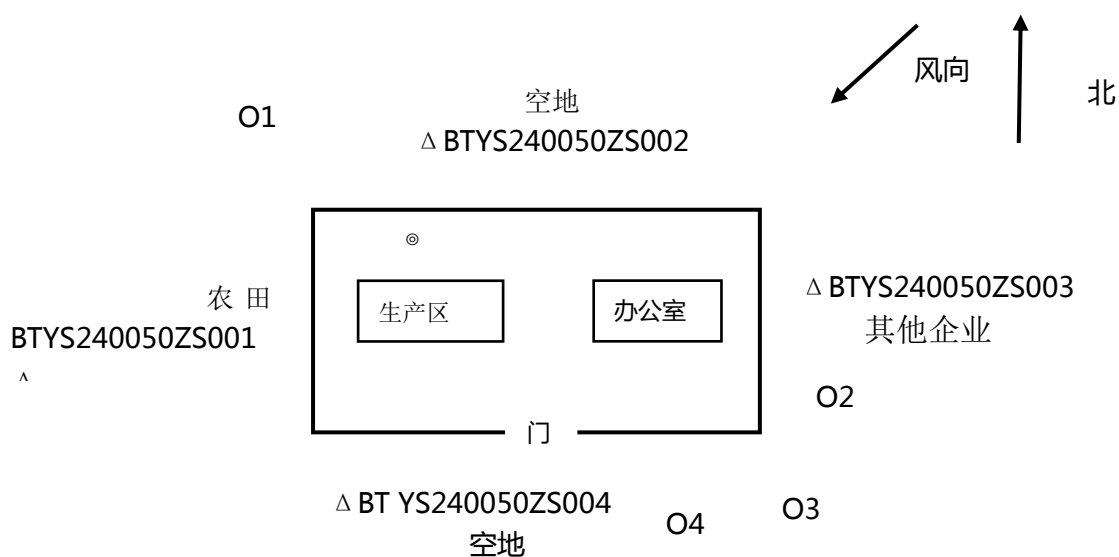 风向
北
O1
空地
Δ BTYS240050ZS002
◎
农 田
BTYS240050ZS001
Δ
生产区
办公室
Δ BTYS240050ZS003
其他企业
O2
门
Δ BT YS240050ZS004
空地
O4
O3